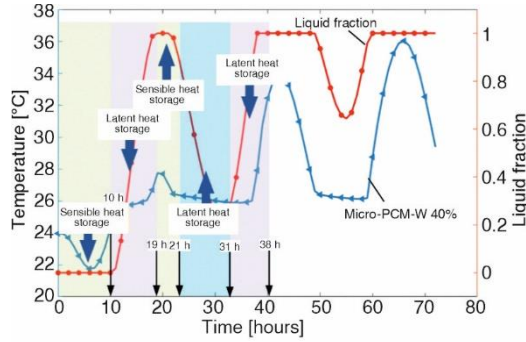 38
36
34
32
30
28
26
24
22
20
Temperature [°C]
0 10 20 30 40 50 60 70 80
Time [hours]
1
0.8
0.6
0.4
0.2
0
Liquid fraction
Liquid fraction
Latent heat
storage
Sensible heat
storage
Latent heat
storage
10 h
Sensible heat
storage
Latent heat
storage
Micro-PCM-W 40%
19 h
21 h
31 h
38 h